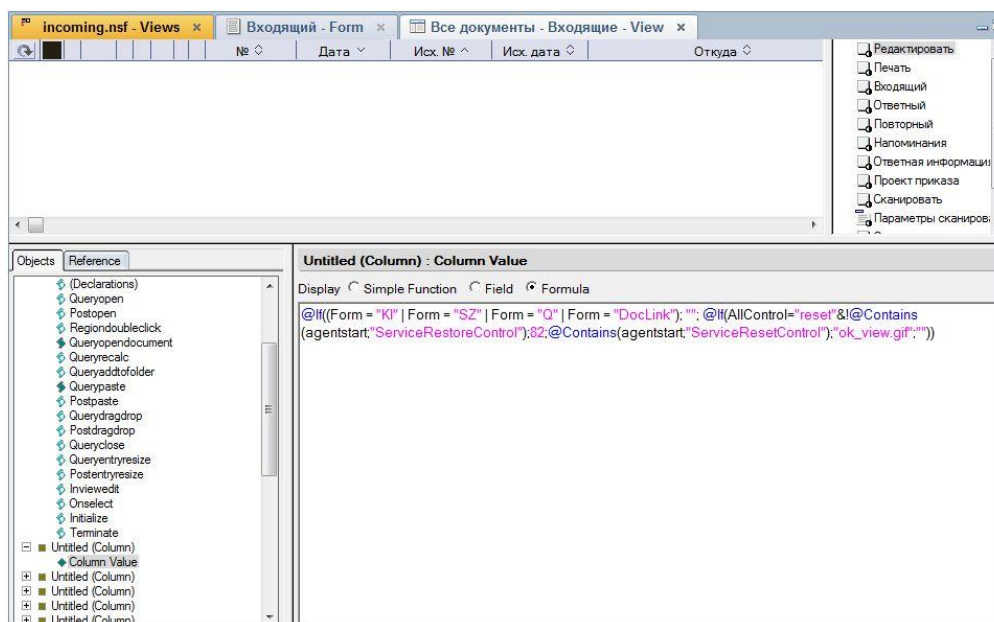 incoming.nsf - Views × Входящий - Form × Все документы - Входящие - View ×
№ Дата Исх. № Исх. дата Откуда
Редактировать
Печать
Входящий
Ответный
Повторный
Напоминания
Ответная информаци
Проект приказа
Сканировать
Параметры сканиров
Objects Reference
(Declarations)
Queryopen
Postopen
Regiondoubleclick
Queryopendocument
Queryrecalc
Queryaddtofolder
Querypaste
Postpaste
Querydragdrop
Postdragdrop
Queryclose
Queryentryresize
Postentryresize
Inviewedit
Onselect
Initialize
Terminate
Untitled (Column)
Column Value
Untitled (Column)
Untitled (Column)
Untitled (Column)
Untitled (Column)
Untitled (Column) : Column Value
Display Simple Function Field Formula
@If((Form = "KI" | Form = "SZ" | Form = "Q" | Form = "DocLink"); ""; @If(AllControl="reset"&!@Contains
(agentstart;"ServiceRestoreControl");82;@Contains(agentstart;"ServiceResetControl");"ok_view.gif";""))